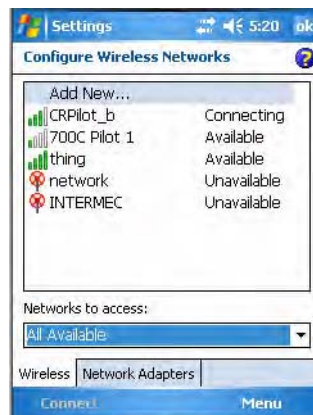 Settings 5:20 ok
Configure Wireless Networks ?
Add New...
CRPilot_b Connecting
700C Pilot 1 Available
thing Available
network Unavailable
INTERMEC Unavailable
Networks to access:
All Available
Wireless Network Adapters
Connect Menu